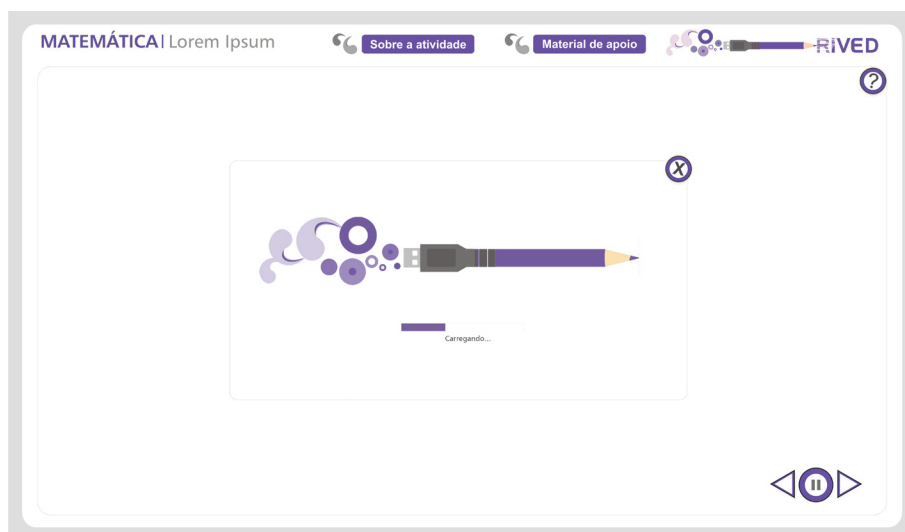 MATEMÁTICA| Lorem Ipsum
Sobre a atividade
Material de apoio
RIVED
?
X
Carregando...